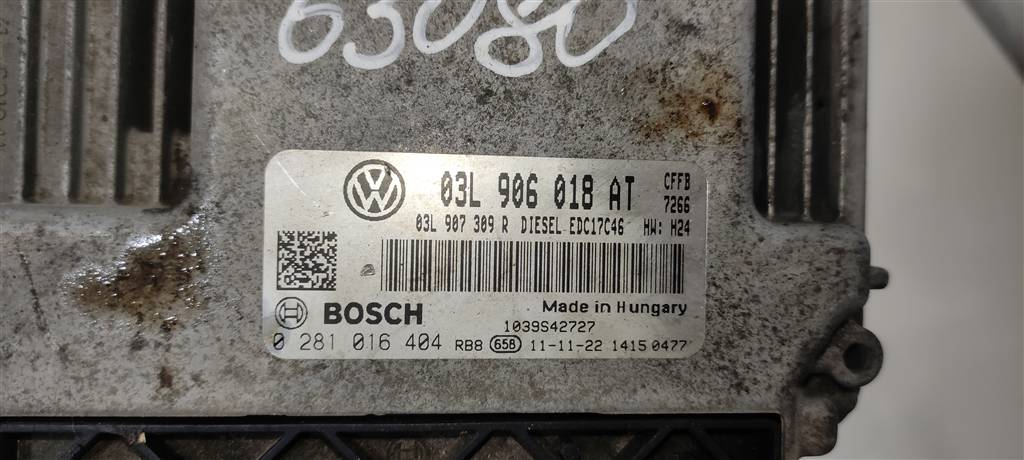 63080
03L 906 018 AT CFFB
7266
03L 907 309 R DIESEL EDC17C46 HW: H24
BOSCH Made in Hungary
1039S42727
0 281 016 404 RB8 65B 11-11-22 1415 0477